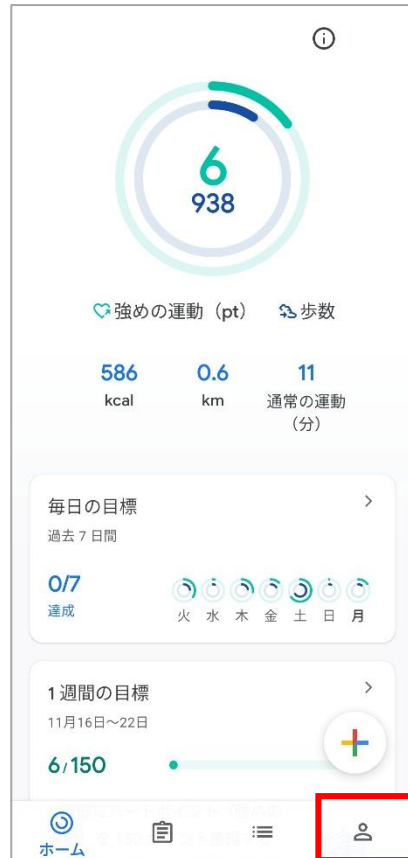 6
938
強めの運動（pt） 歩数
586 0.6 11
kcal km 通常の運動
（分）
毎日の目標
過去 7 日間
0/7
達成
火 水 木 金 土 日 月
1 週間の目標
11月16日～22日
6/150
ホーム